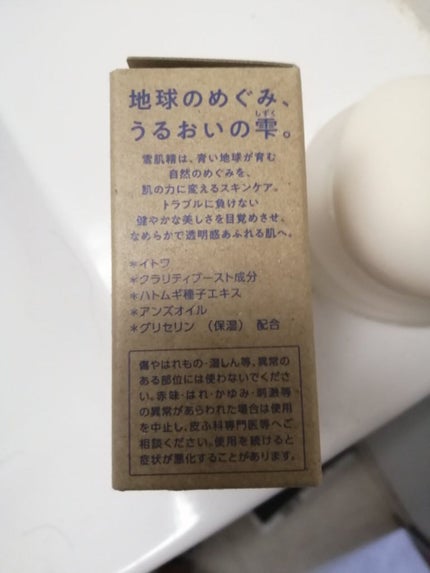 地球のめぐみ、
うるおいの雫。
しずく
雪肌精は、青い地球が育む
自然のめぐみを、
肌の力に変えるスキンケア。
トラブルに負けない
健やかな美しさを目覚めさせ、
なめらかで透明感あふれる肌へ。
*イトワ
*クラリティブースト成分
*ハトムギ種子エキス
*アンズオイル
*グリセリン (保湿) 配合
傷やはれもの・湿しん等、異常の
ある部位には使わないでくださ
い。赤味・はれ・かゆみ・刺激等
の異常があらわれた場合は使用
を中止し、皮ふ科専門医等へご
相談ください。使用を続けると
症状が悪化することがあります。